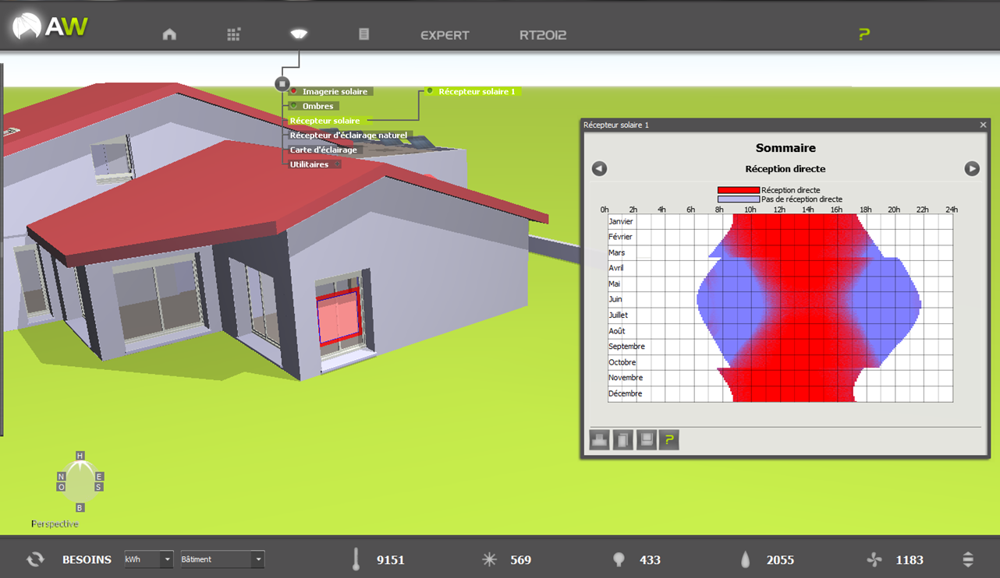 AW
EXPERT
RT2012
?
Imagerie solaire
Ombres
Récepteur solaire
Récepteur d'éclairage naturel
Carte d'éclairage
Utilitaires
Récepteur solaire 1
Récepteur solaire 1
Sommaire
Réception directe
Réception directe
Pas de réception directe
0h 2h 4h 6h 8h 10h 12h 14h 16h 18h 20h 22h 24h
Janvier
Février
Mars
Avril
Mai
Juin
Juillet
Août
Septembre
Octobre
Novembre
Décembre
?
H
N E
O S
B
Perspective
BESOINS kWh Bâtiment 9151 569 433 2055 1183